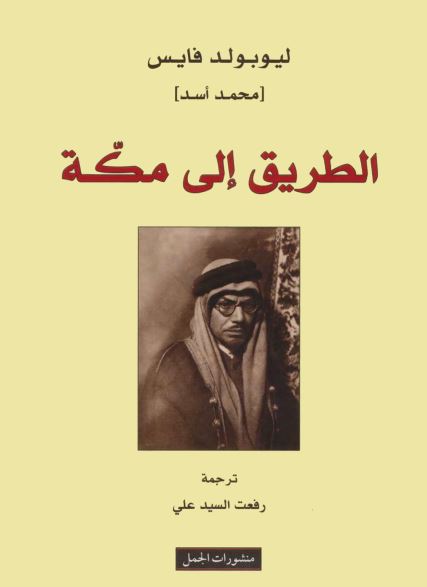 ليوبولد فايس
[محمد أسد]
الطريق إلى مكّة
ترجمة
رفعت السيد علي
منشورات الجمل